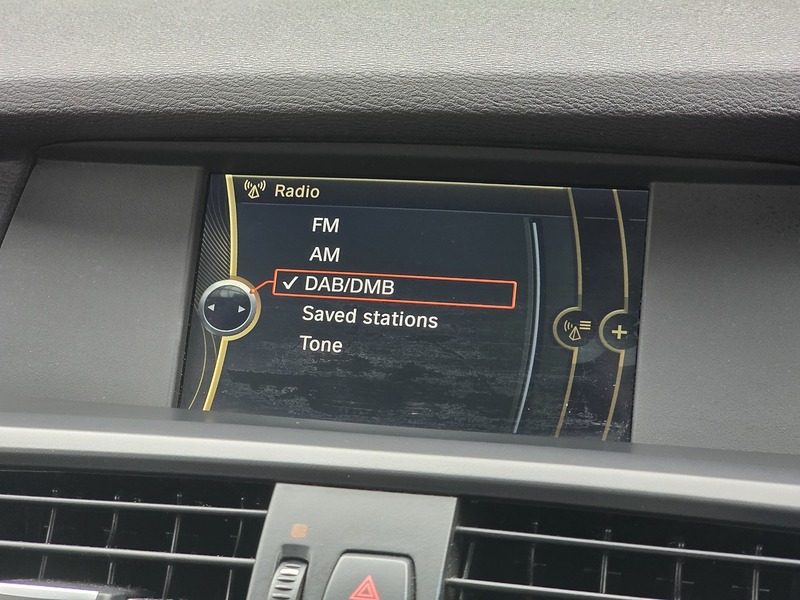 Radio
FM
AM
✓ DAB/DMB
Saved stations
Tone